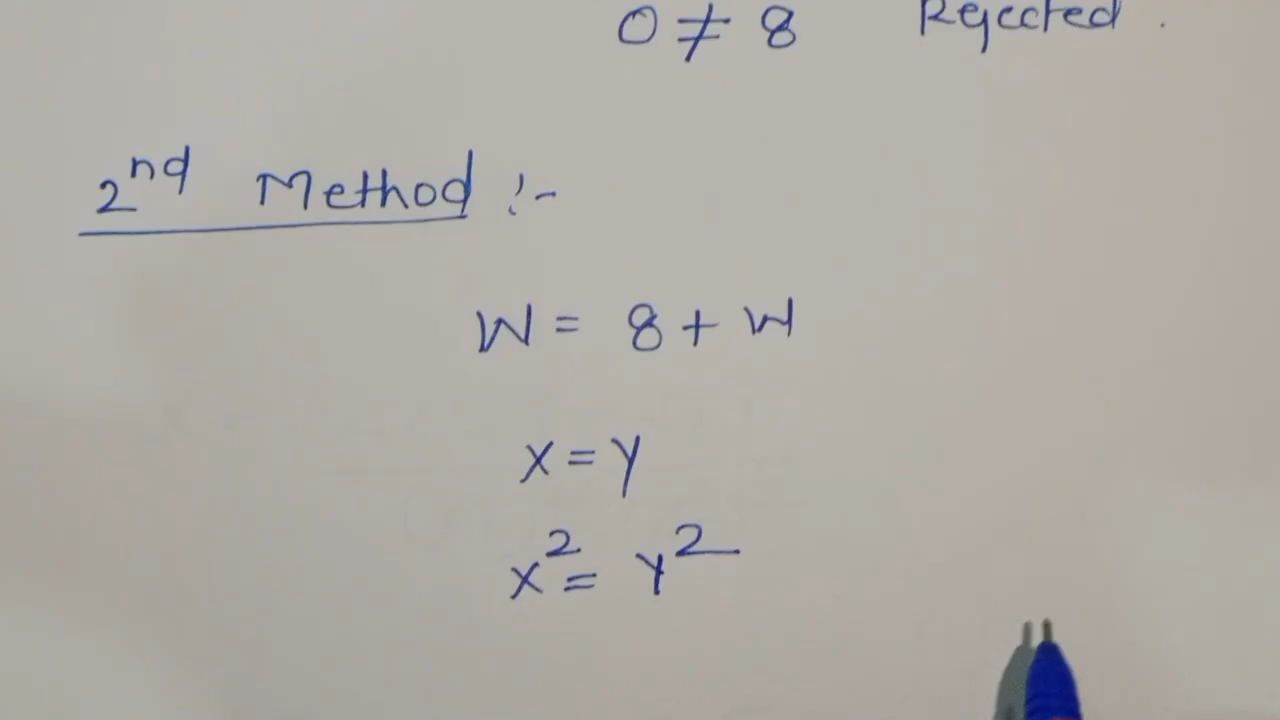 0 ≠ 8 Rejected.
2nd Method :-
W = 8 + W
x = y
x² = y²